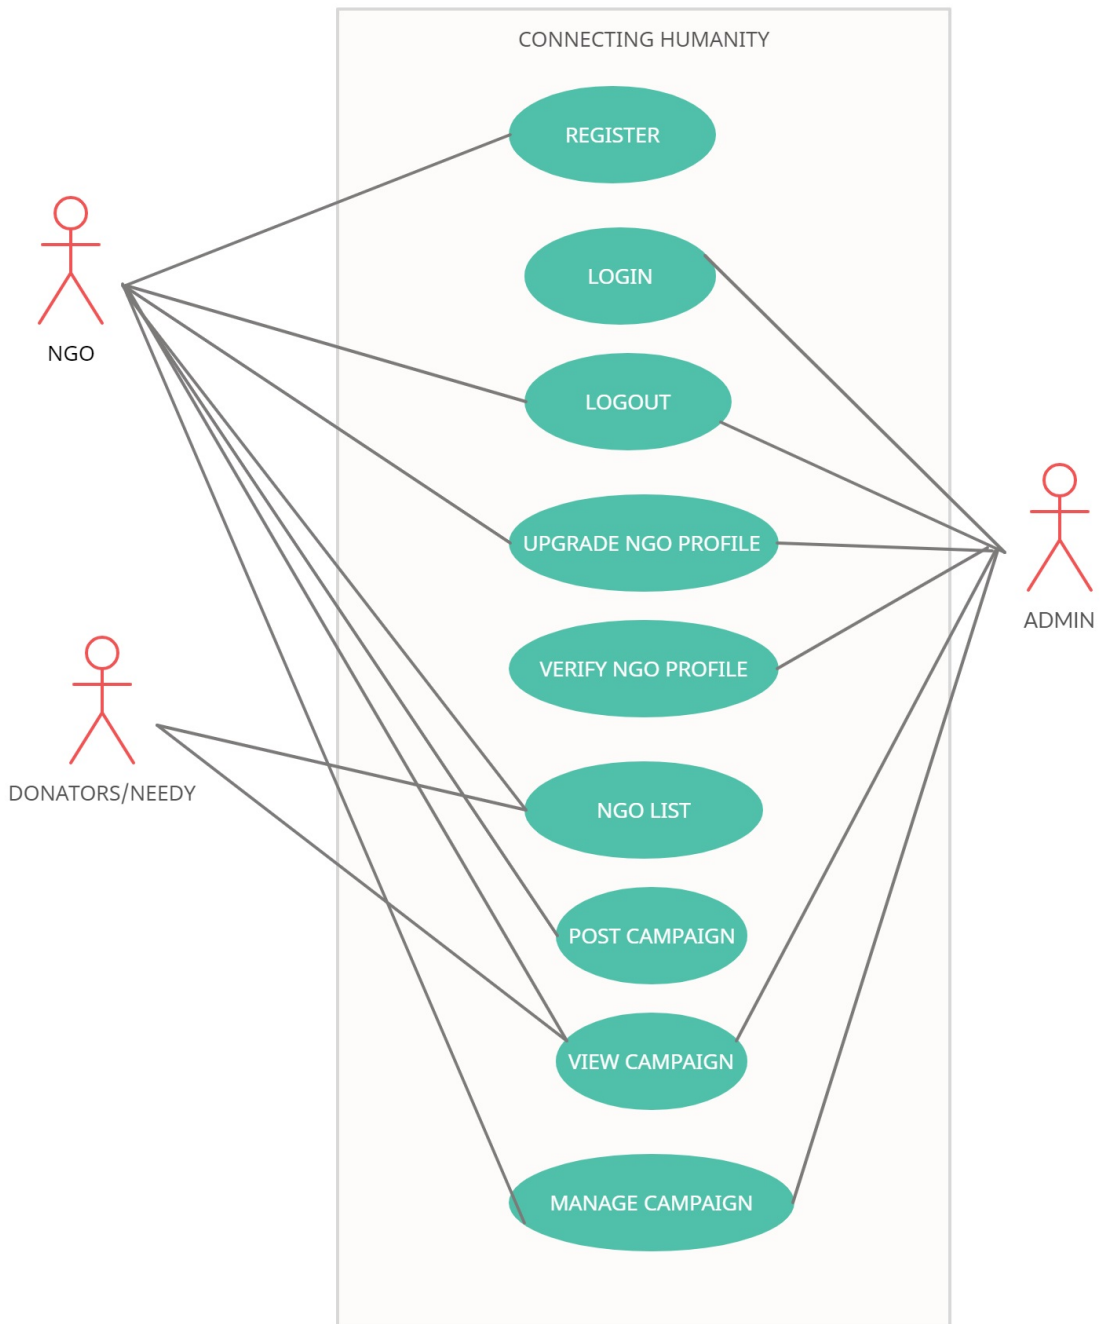 CONNECTING HUMANITY
REGISTER
LOGIN
NGO
LOGOUT
UPGRADE NGO PROFILE
ADMIN
VERIFY NGO PROFILE
DONATORS/NEEDY
NGO LIST
POST CAMPAIGN
VIEW CAMPAIGN
MANAGE CAMPAIGN